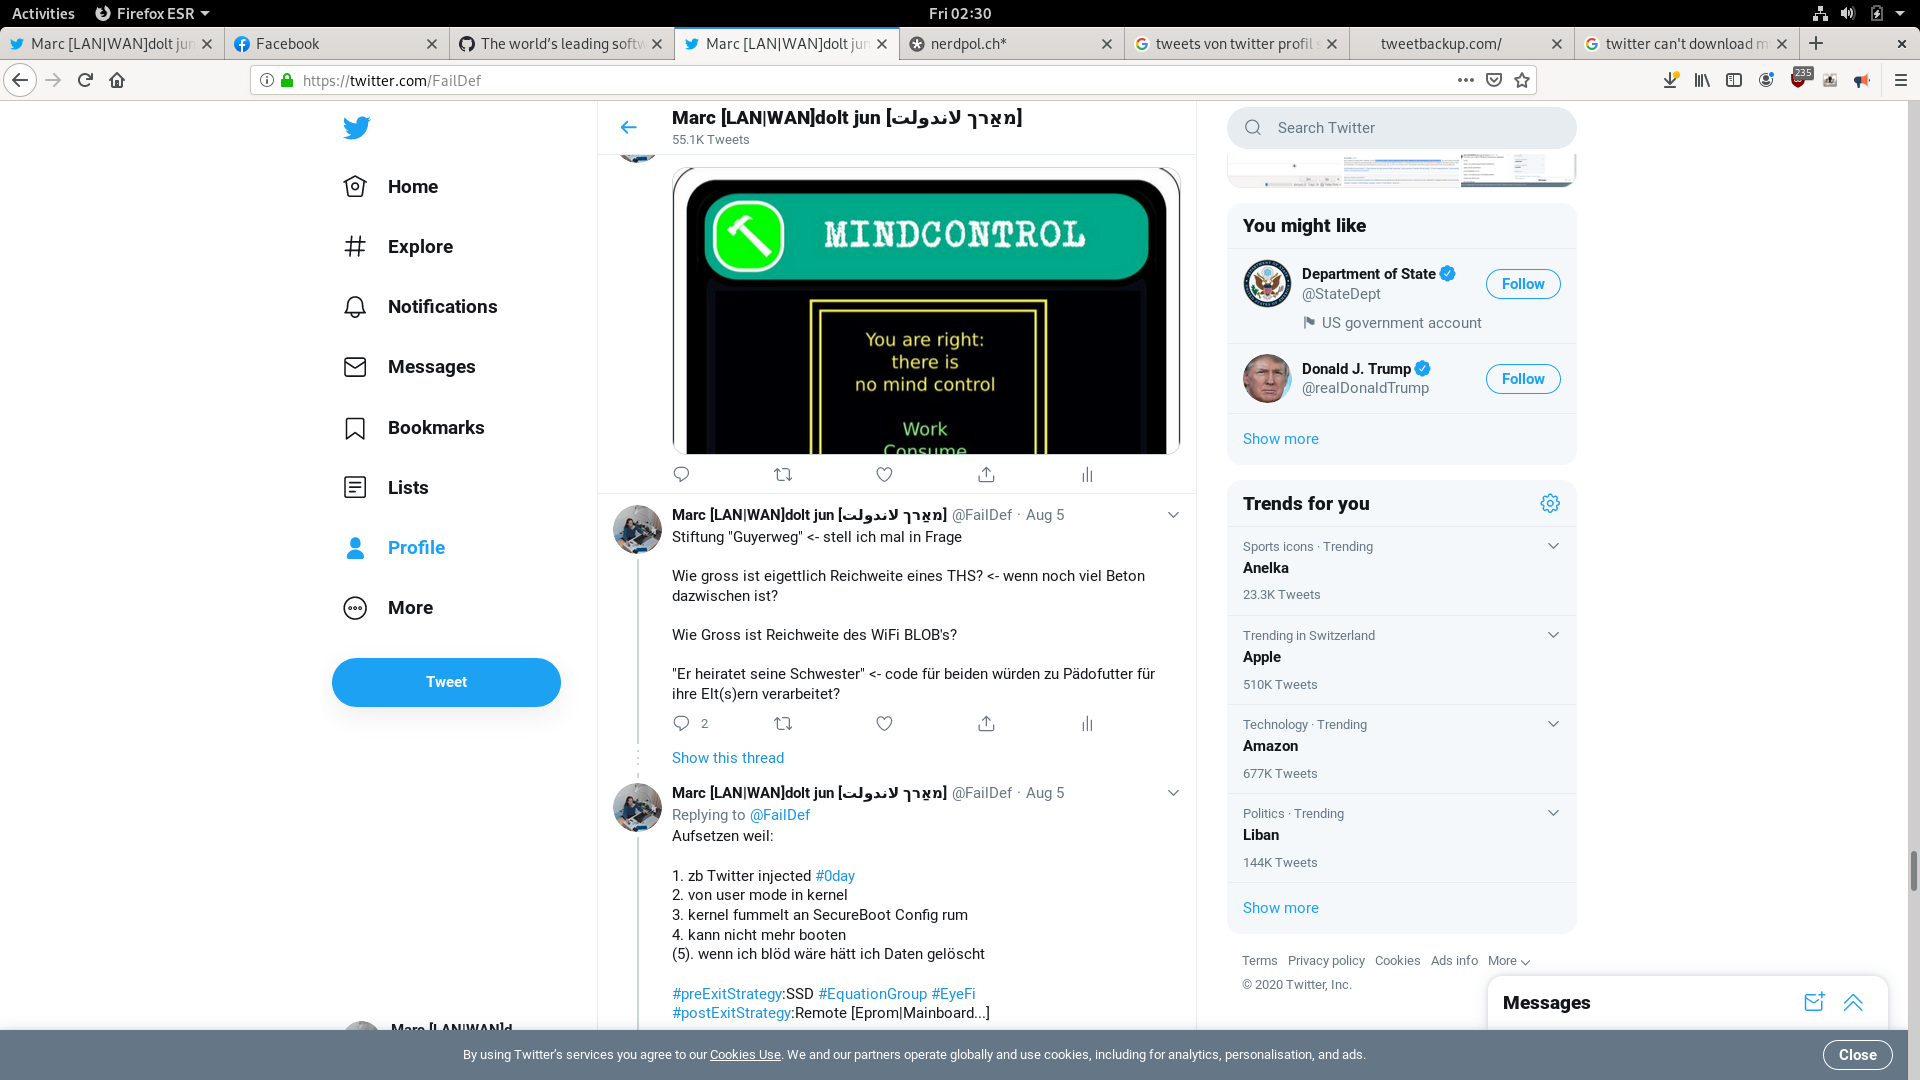 Activities
Firefox ESR
Fri 02:30
Marc [LAN|WAN]dolt jun
Facebook
The world's leading softw
Marc [LAN|WAN]dolt jun
nerdpol.ch*
tweets von twitter profil s
tweetbackup.com/
twitter can't download m
https://twitter.com/FailDef
235
Home
Explore
Notifications
Messages
Bookmarks
Lists
Profile
More
Tweet
Marc [LAN|WAN]d
Marc [LAN|WAN]dolt jun [מאַרך לאנדולת]
55.1K Tweets
MINDCONTROL
You are right:
there is
no mind control
Work
Consume
Marc [LAN|WAN]dolt jun [מאַרך לאנדולת] @FailDef · Aug 5
Stiftung "Guyerweg" <- stell ich mal in Frage
Wie gross ist eigettlich Reichweite eines THS? <- wenn noch viel Beton
dazwischen ist?
Wie Gross ist Reichweite des WiFi BLOB's?
"Er heiratet seine Schwester" <- code für beiden würden zu Pädofutter für
ihre Elt(s)ern verarbeitet?
2
Show this thread
Marc [LAN|WAN]dolt jun [מאַרך לאנדולת] @FailDef · Aug 5
Replying to @FailDef
Aufsetzen weil:
1. zb Twitter injected #0day
2. von user mode in kernel
3. kernel fummelt an SecureBoot Config rum
4. kann nicht mehr booten
(5). wenn ich blöd wäre hätt ich Daten gelöscht
#preExitStrategy:SSD #EquationGroup #EyeFi
#postExitStrategy:Remote [Eprom|Mainboard...]
Search Twitter
You might like
Department of State
@StateDept
US government account
Follow
Donald J. Trump
@realDonaldTrump
Follow
Show more
Trends for you
Sports icons · Trending
Anelka
23.3K Tweets
Trending in Switzerland
Apple
510K Tweets
Technology · Trending
Amazon
677K Tweets
Politics · Trending
Liban
144K Tweets
Show more
Terms Privacy policy Cookies Ads info More
© 2020 Twitter, Inc.
Messages
By using Twitter's services you agree to our Cookies Use. We and our partners operate globally and use cookies, including for analytics, personalisation, and ads.
Close